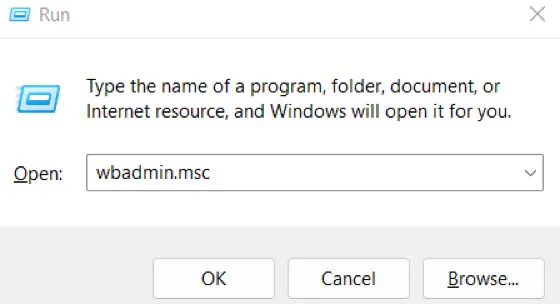 Run
Type the name of a program, folder, document, or
Internet resource, and Windows will open it for you.
Open: wbadmin.msc
OK Cancel Browse...